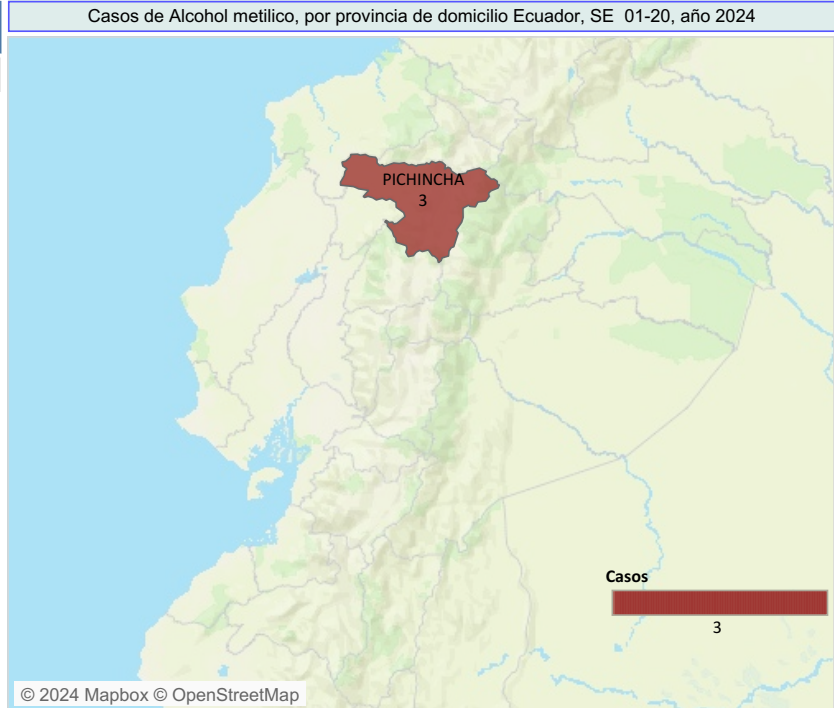 Casos de Alcohol metilico, por provincia de domicilio Ecuador, SE 01-20, año 2024
PICHINCHA
3
Casos
3
© 2024 Mapbox © OpenStreetMap